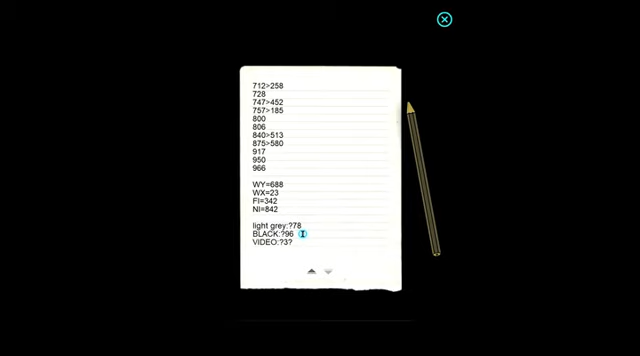 712>258
728
747>452
757>185
800
806
840>513
875>580
917
950
966
WY=688
WX=23
FI=342
NI=842
light grey:?78
BLACK:?96
VIDEO:?3?